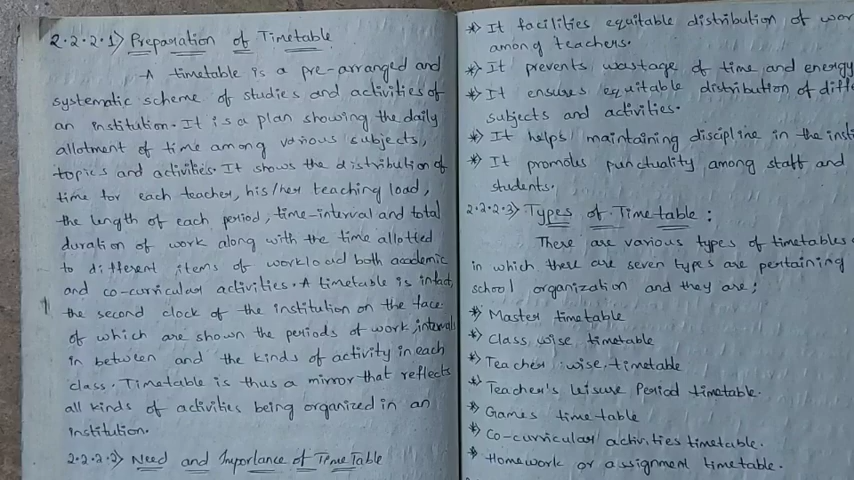 2.2.2.1) Preparation of Timetable
A timetable is a pre-arranged and
systematic scheme of studies and activities of
an institution. It is a plan showing the daily
allotment of time among various subjects,
topics and activities. It shows the distribution of
time for each teacher, his/her teaching load,
the length of each period, time-interval and total
duration of work along with the time allotted
to different items of workload both academic
and co-curricular activities. A timetable is infact,
the second clock of the institution on the face
of which are shown the periods of work, intervals
in between and the kinds of activity in each
class. Timetable is thus a mirror that reflects
all kinds of activities being organized in an
institution.
2.2.2.2) Need and Importance of Time Table
* It facilities equitable distribution of wor
among of teachers.
* It prevents wastage of time and energy
* It ensures equitable distribution of diff
subjects and activities.
* It helps maintaining discipline in the insti
* It promotes punctuality among staff and
students.
2.2.2.3) Types of Timetable:
There are various types of timetables
in which there are seven types are pertaining
school organization and they are;
* Master timetable
* Class wise timetable
* Teacher wise timetable
* Teacher's leisure Period timetable.
* Games time table
* Co-curricular activities timetable.
* Homework or assignment timetable.